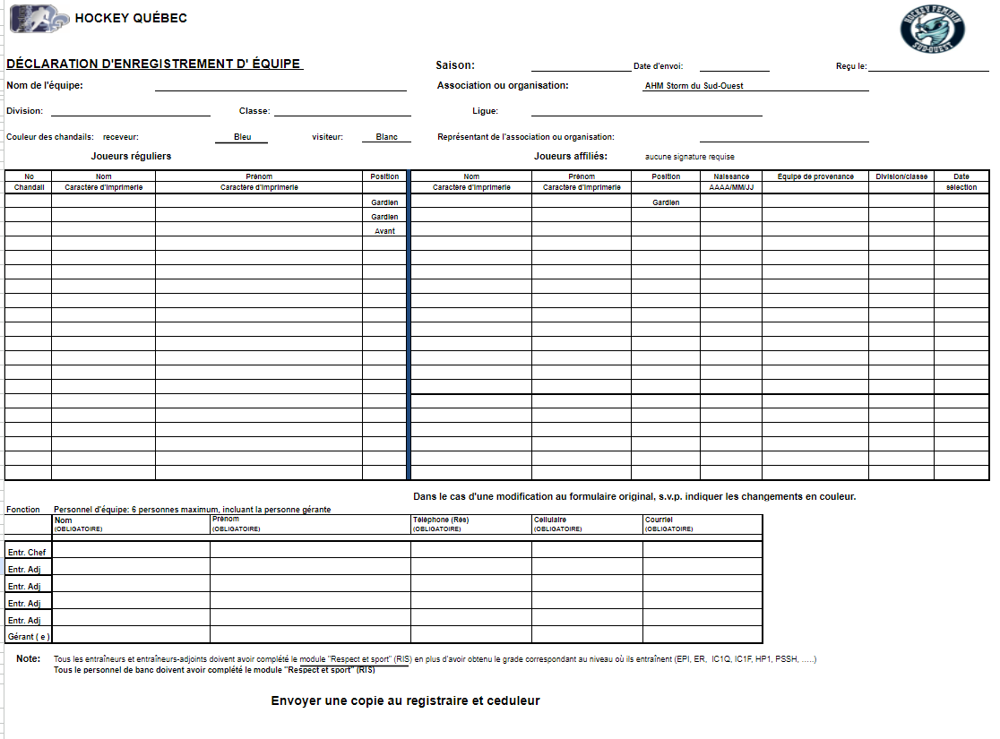 HOCKEY QUÉBEC
HOCKEY FEMININ
SUD-OUEST
DÉCLARATION D'ENREGISTREMENT D' ÉQUIPE
Saison: Date d'envoi: Reçu le:
Nom de l'équipe: Association ou organisation: AHM Storm du Sud-Ouest
Division: Classe: Ligue:
Couleur des chandails: receveur: Bleu visiteur: Blanc Représentant de l'association ou organisation:
Joueurs réguliers Joueurs affiliés: aucune signature requise
No Nom Prénom Position Nom Prénom Position Naissance Équipe de provenance Division/classe Date
Chandail Caractère d'imprimerie Caractère d'imprimerie Caractère d'imprimerie Caractère d'imprimerie AAAA/MM/JJ sélection
Gardien Gardien
Gardien
Avant
Dans le cas d'une modification au formulaire original, s.v.p. indiquer les changements en couleur.
Fonction Personnel d'équipe: 6 personnes maximum, incluant la personne gérante
Nom Prénom Téléphone (Rés) Cellulaire Courriel
(OBLIGATOIRE) (OBLIGATOIRE) (OBLIGATOIRE) (OBLIGATOIRE) (OBLIGATOIRE)
Entr. Chef
Entr. Adj
Entr. Adj
Entr. Adj
Entr. Adj
Gérant ( e )
Note: Tous les entraîneurs et entraîneurs-adjoints doivent avoir complété le module "Respect et sport" (RIS) en plus d'avoir obtenu le grade correspondant au niveau où ils entraînent (EPI, ER, IC1Q, IC1F, HP1, PSSH, .....)
Tous le personnel de banc doivent avoir complété le module "Respect et sport" (RIS)
Envoyer une copie au registraire et ceduleur